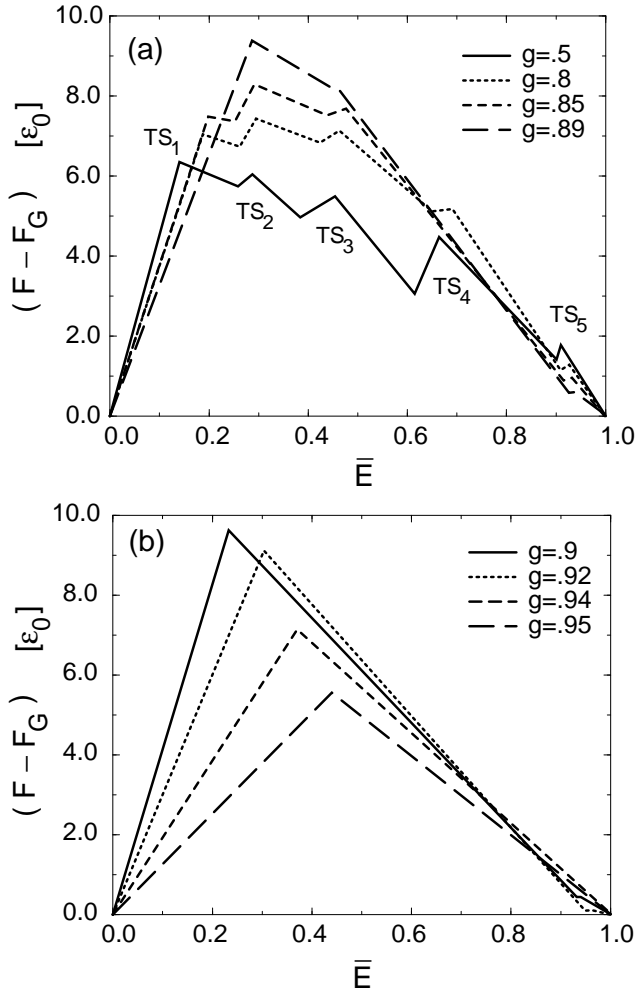 (a)
g=.5
g=.8
g=.85
g=.89
10.0
8.0
6.0
4.0
2.0
0.0
( F – F_G ) [ε₀]
TS₁
TS₂
TS₃
TS₄
TS₅
0.0 0.2 0.4 0.6 0.8 1.0
E̅
(b)
g=.9
g=.92
g=.94
g=.95
10.0
8.0
6.0
4.0
2.0
0.0
( F – F_G ) [ε₀]
0.0 0.2 0.4 0.6 0.8 1.0
E̅